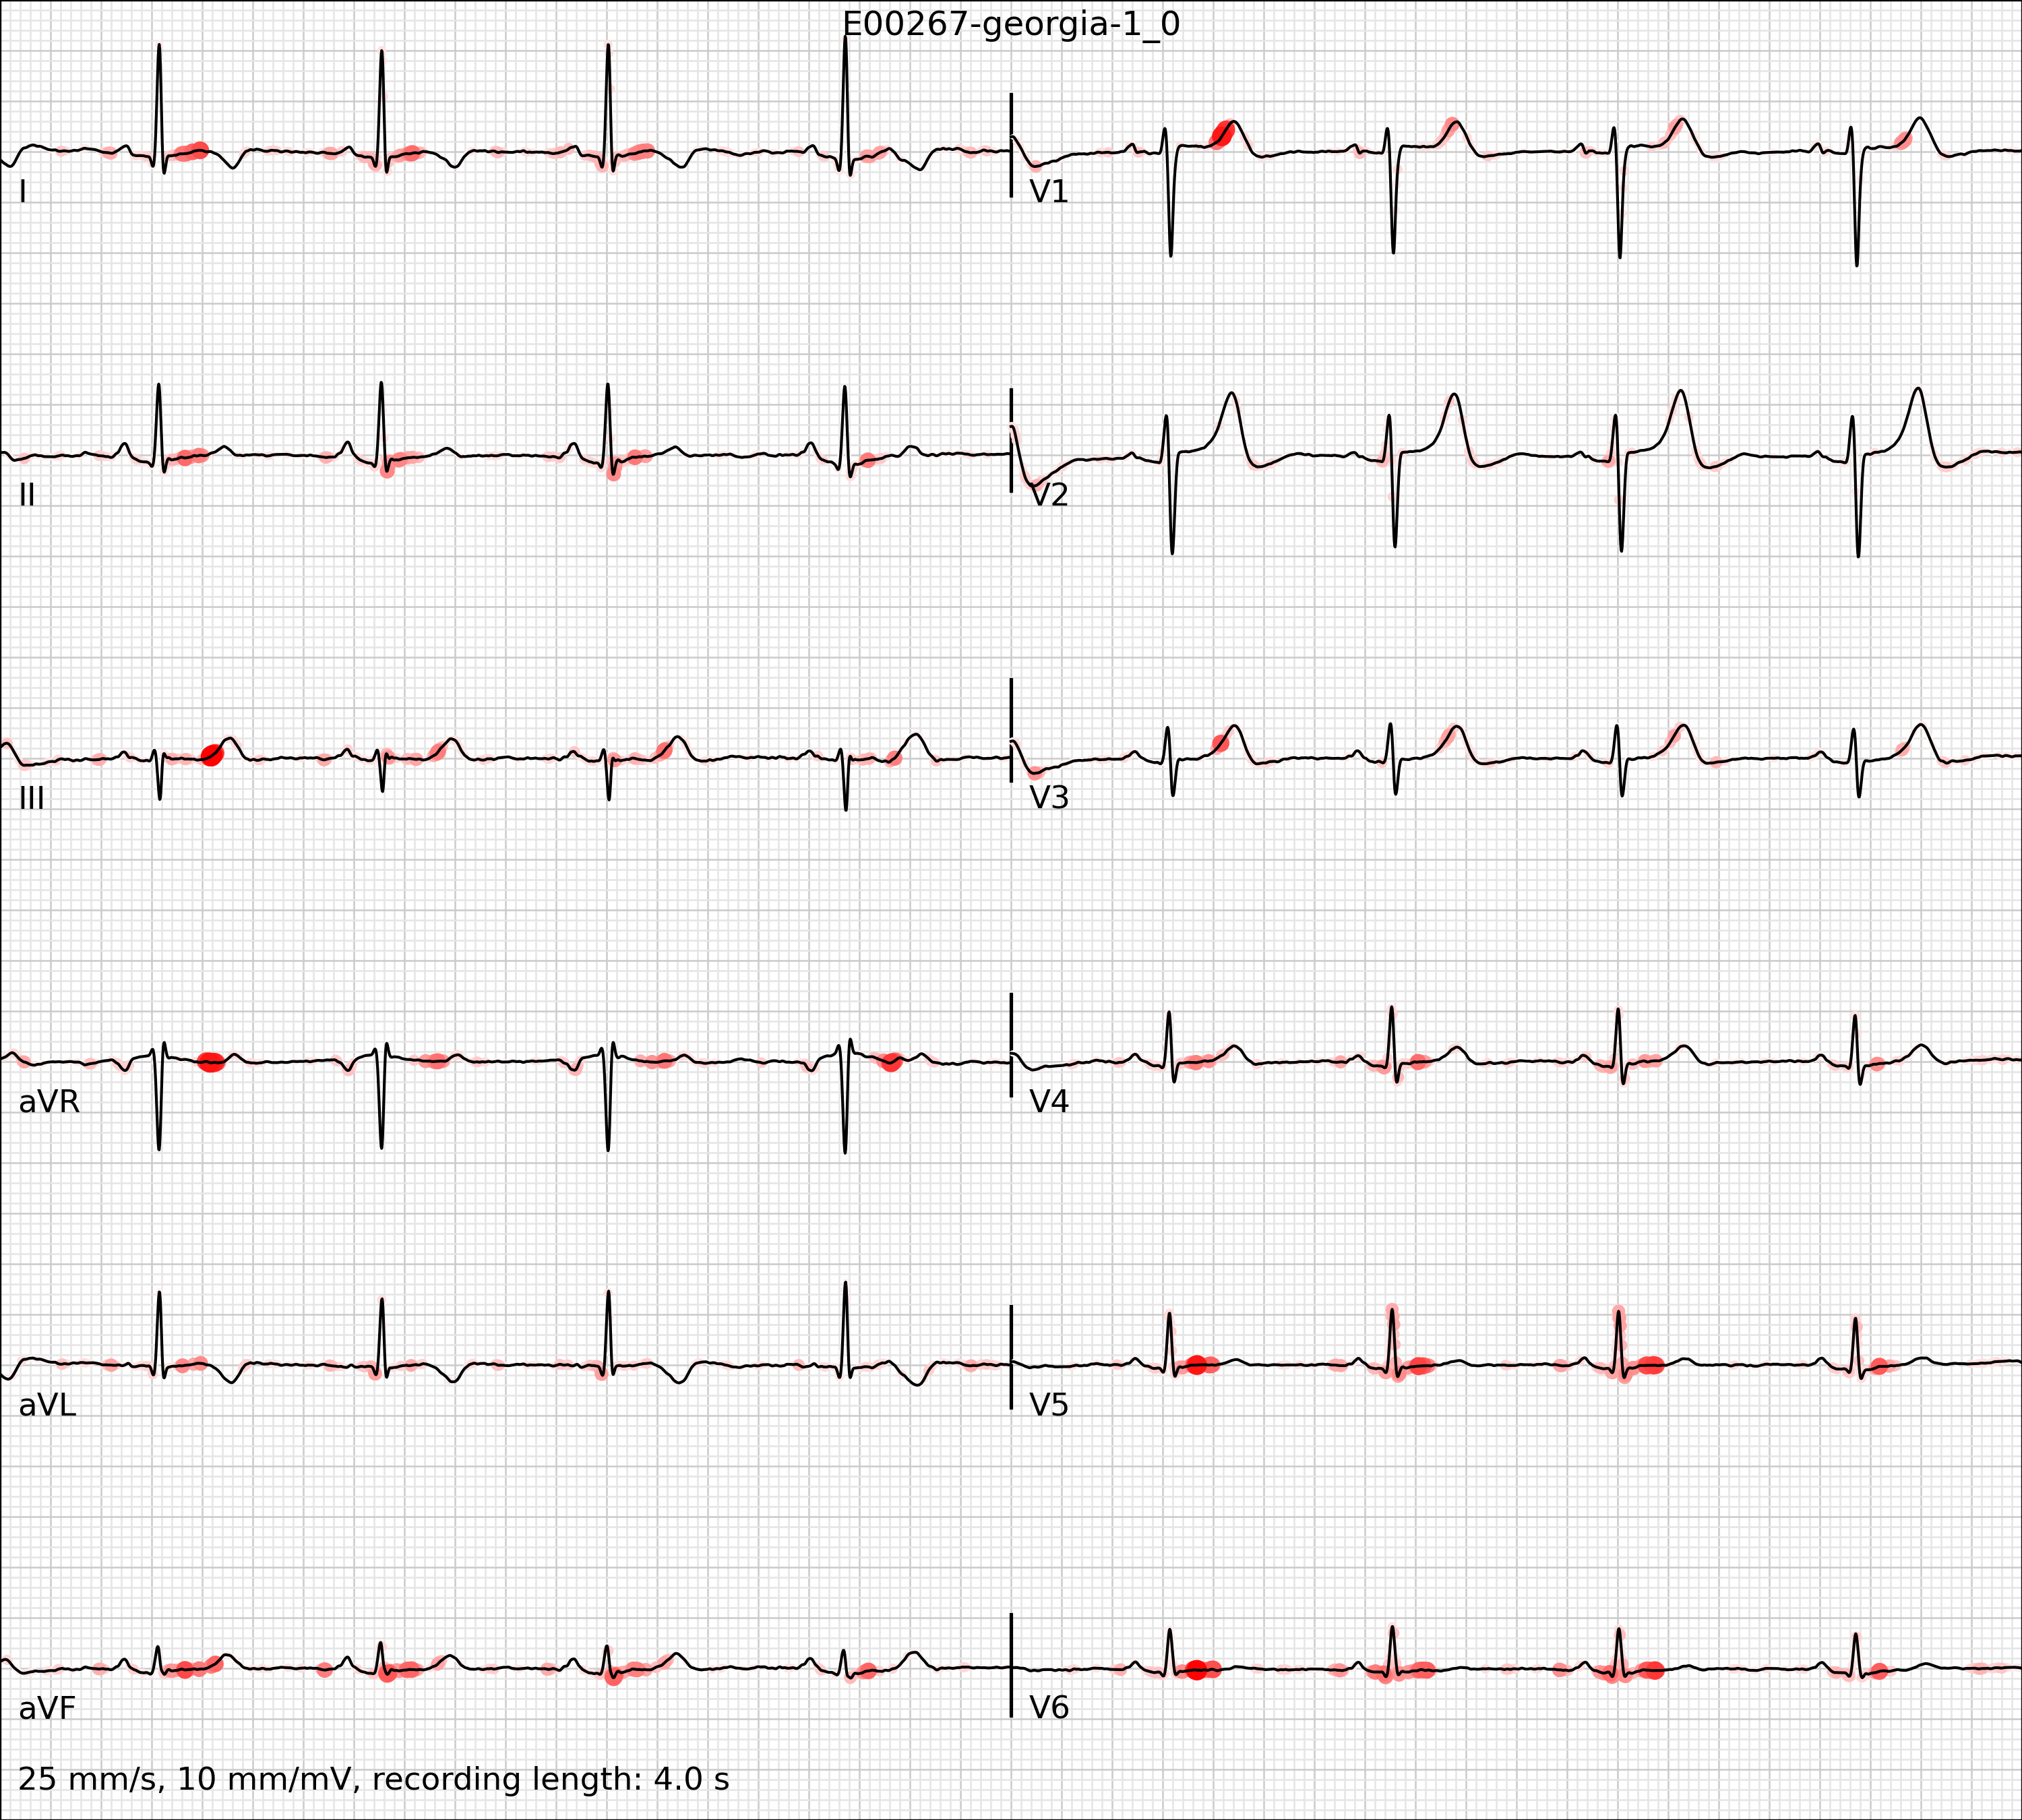 E00267-georgia-1_0
I
V1
II
V2
III
V3
aVR
V4
aVL
V5
aVF
V6
25 mm/s, 10 mm/mV, recording length: 4.0 s